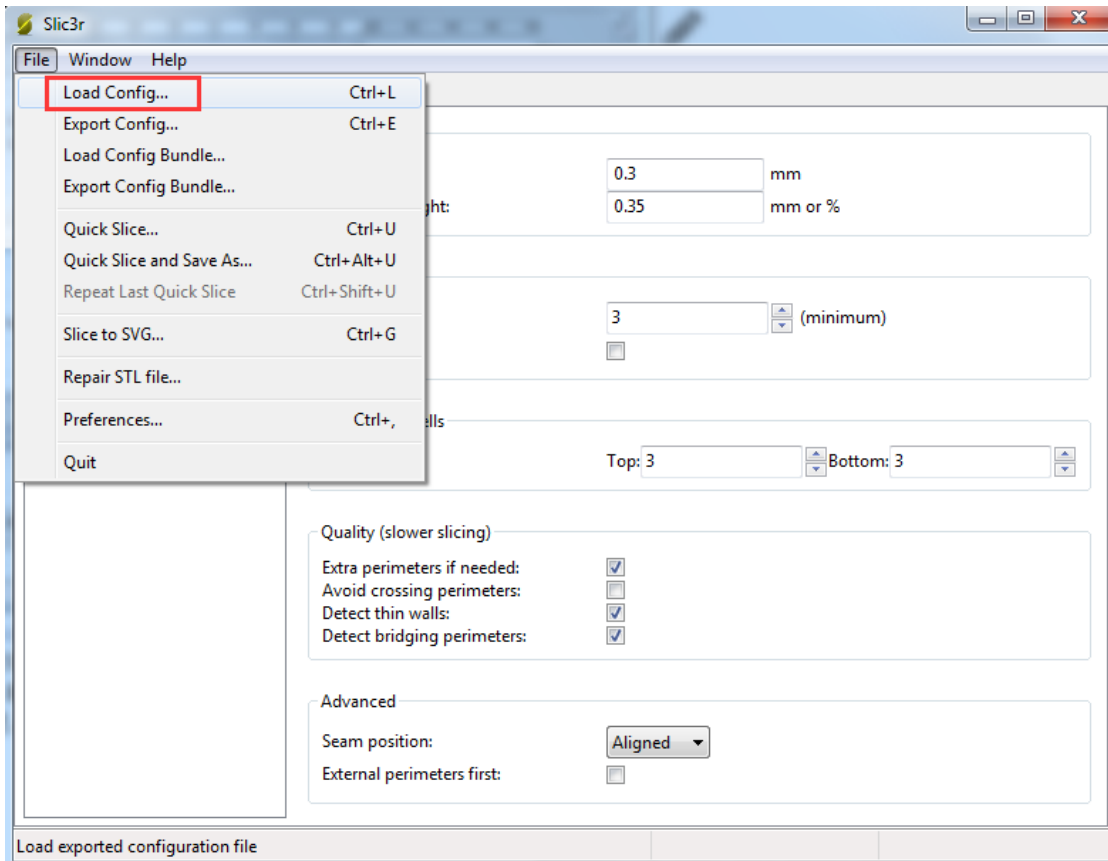 Slic3r
File Window Help
Load Config... Ctrl+L
Export Config... Ctrl+E
Load Config Bundle...
Export Config Bundle...
Quick Slice... Ctrl+U
Quick Slice and Save As... Ctrl+Alt+U
Repeat Last Quick Slice Ctrl+Shift+U
Slice to SVG... Ctrl+G
Repair STL file...
Preferences... Ctrl+,
Quit
0.3 mm
ght: 0.35 mm or %
3 (minimum)
ells
Top: 3 Bottom: 3
Quality (slower slicing)
Extra perimeters if needed:
Avoid crossing perimeters:
Detect thin walls:
Detect bridging perimeters:
Advanced
Seam position: Aligned
External perimeters first:
Load exported configuration file